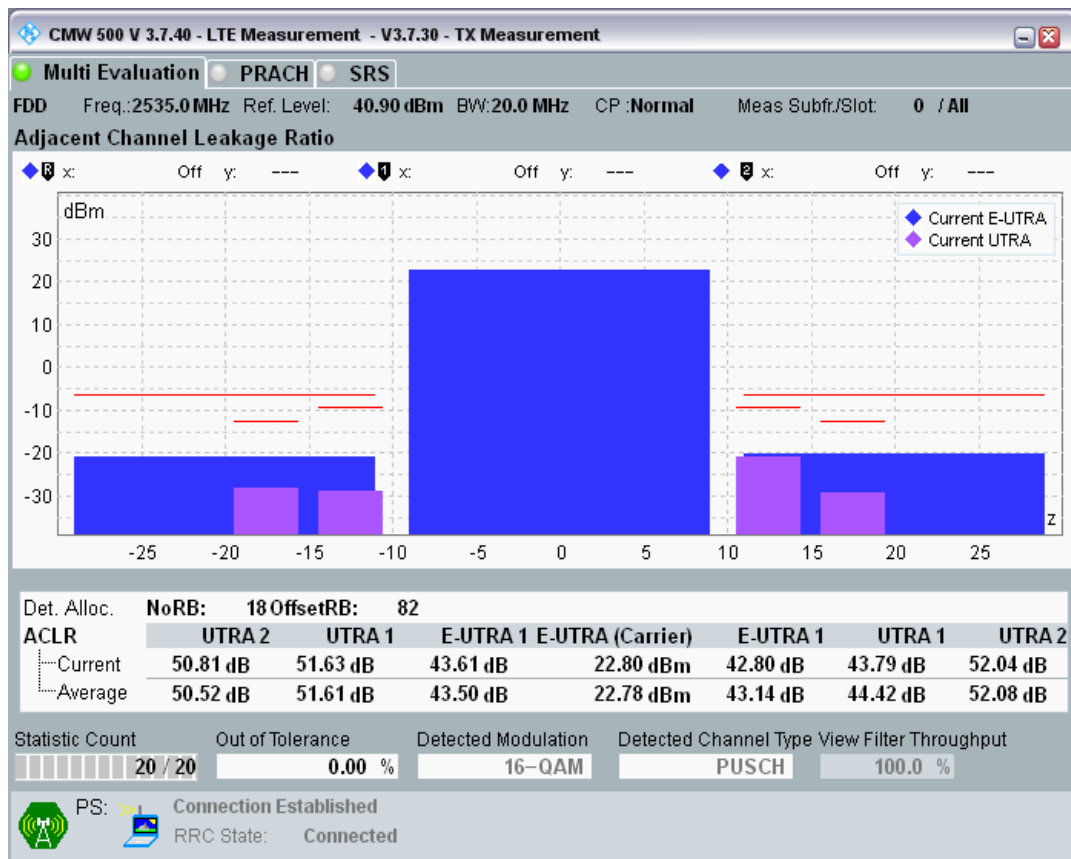 CMW 500 V 3.7.40 - LTE Measurement - V3.7.30 - TX Measurement
Multi Evaluation PRACH SRS
FDD Freq.:2535.0 MHz Ref. Level: 40.90 dBm BW:20.0 MHz CP :Normal Meas Subfr./Slot: 0 / All
Adjacent Channel Leakage Ratio
R x: Off y: --- 1 x: Off y: --- 2 x: Off y: ---
dBm
Current E-UTRA
Current UTRA
30
20
10
0
-10
-20
-30
z
-25 -20 -15 -10 -5 0 5 10 15 20 25
Det. Alloc. NoRB: 18 OffsetRB: 82
ACLR UTRA 2 UTRA 1 E-UTRA 1 E-UTRA (Carrier) E-UTRA 1 UTRA 1 UTRA 2
Current 50.81 dB 51.63 dB 43.61 dB 22.80 dBm 42.80 dB 43.79 dB 52.04 dB
Average 50.52 dB 51.61 dB 43.50 dB 22.78 dBm 43.14 dB 44.42 dB 52.08 dB
Statistic Count Out of Tolerance Detected Modulation Detected Channel Type View Filter Throughput
20 / 20 0.00 % 16-QAM PUSCH 100.0 %
PS: Connection Established
RRC State: Connected